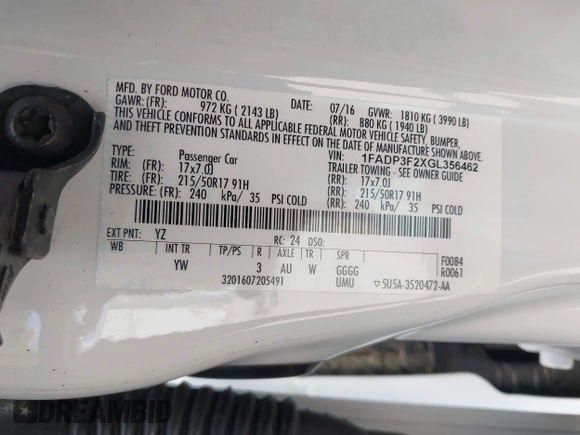 MFD. BY FORD MOTOR CO. DATE: 07/16 GVWR: 1810 KG ( 3990 LB)
GAWR: (FR): 972 KG ( 2143 LB) (RR): 880 KG ( 1940 LB)
THIS VEHICLE CONFORMS TO ALL APPLICABLE FEDERAL MOTOR VEHICLE SAFETY, BUMPER,
AND THEFT PREVENTION STANDARDS IN EFFECT ON THE DATE OF MANUFACTURE SHOWN ABOVE.
VIN: 1FADP3F2XGL356462
TYPE: Passenger Car TRAILER TOWING - SEE OWNER GUIDE
RIM: (FR): 17x7.0J (RR): 17x7.0J
TIRE: (FR): 215/50R17 91H (RR): 215/50R17 91H
PRESSURE: (FR): 240 kPa/ 35 PSI COLD (RR): 240 kPa/ 35 PSI COLD
EXT PNT: YZ RC: 24 DSO: F0084
WB INT TR TP/PS R AXLE TR SPR R0061
YW 3 AU W GGGG
3201607205491 UMU ▽5U5A-3520472-AA
DREAMBID